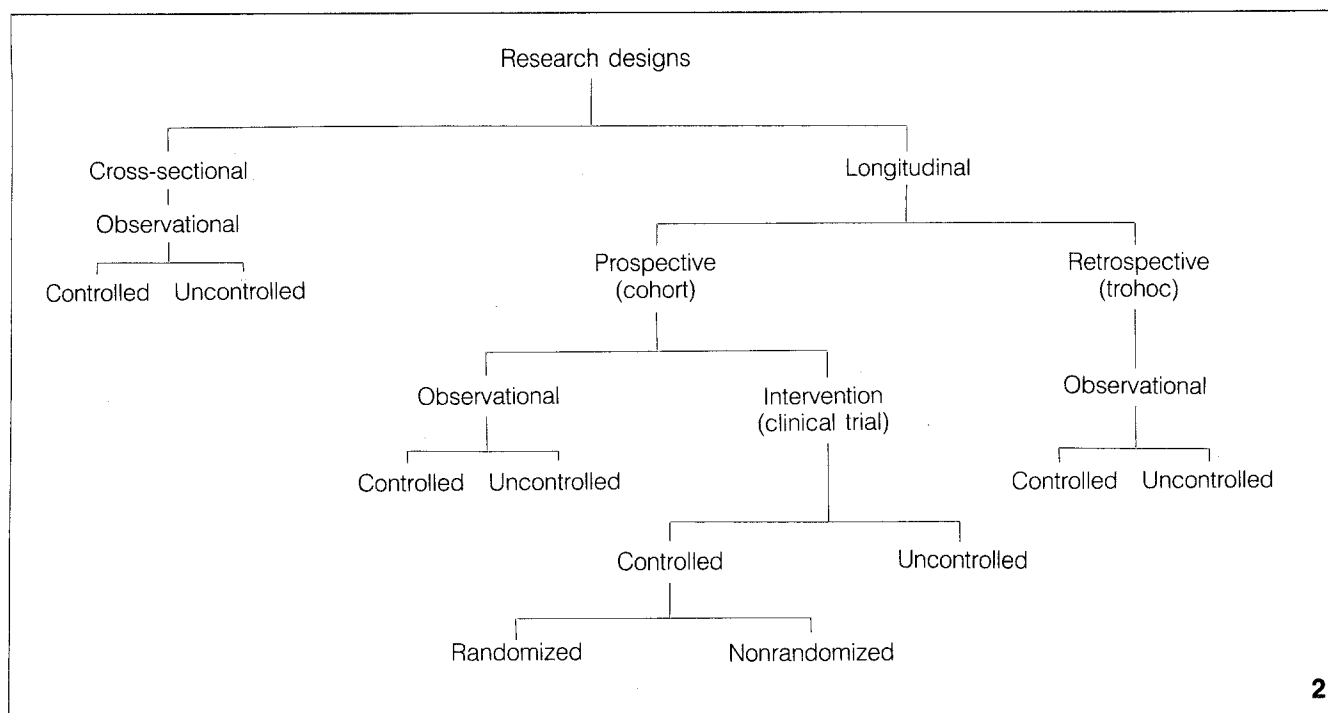 Research designs
Cross-sectional
Longitudinal
Observational
Prospective
(cohort)
Retrospective
(trohoc)
Controlled Uncontrolled
Observational
Intervention
(clinical trial)
Observational
Controlled Uncontrolled
Controlled Uncontrolled
Controlled
Uncontrolled
Randomized
Nonrandomized
2